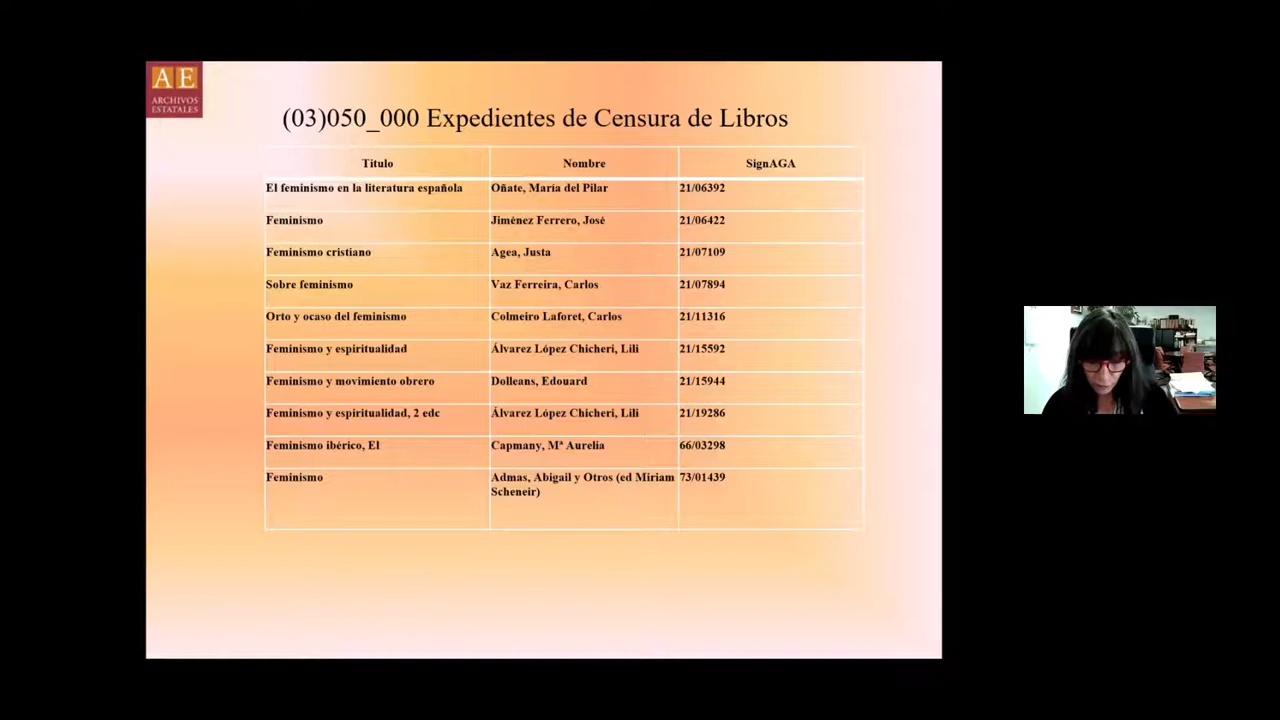 A E
ARCHIVOS
ESTATALES
(03)050_000 Expedientes de Censura de Libros
Titulo Nombre SignAGA
El feminismo en la literatura española Oñate, María del Pilar 21/06392
Feminismo Jiménez Ferrero, José 21/06422
Feminismo cristiano Agea, Justa 21/07109
Sobre feminismo Vaz Ferreira, Carlos 21/07894
Orto y ocaso del feminismo Colmeiro Laforet, Carlos 21/11316
Feminismo y espiritualidad Álvarez López Chicheri, Lili 21/15592
Feminismo y movimiento obrero Dolleans, Edouard 21/15944
Feminismo y espiritualidad, 2 edc Álvarez López Chicheri, Lili 21/19286
Feminismo ibérico, El Capmany, Mª Aurelia 66/03298
Feminismo Admas, Abigail y Otros (ed Miriam 73/01439
Scheneir)